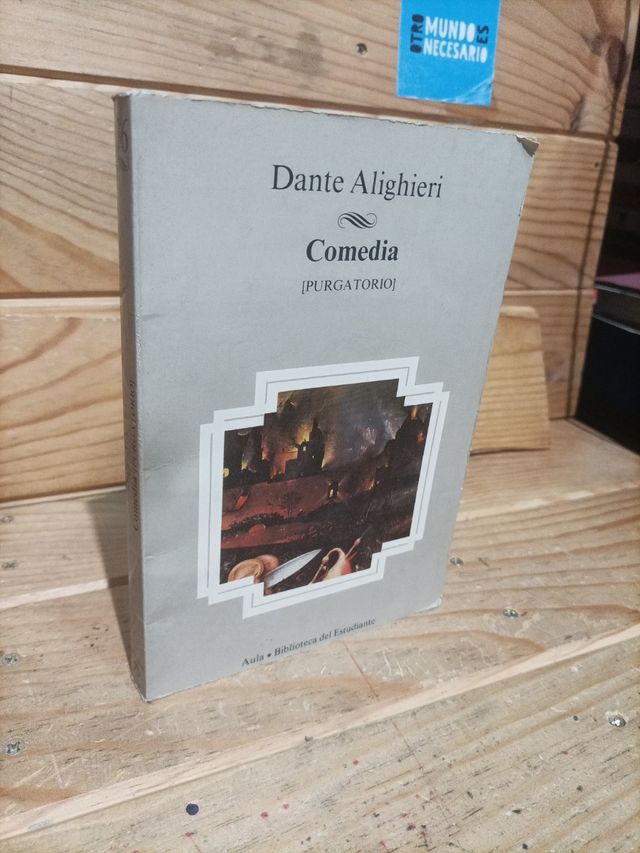 OTRO
MUNDO
ES
NECESARIO
Dante Alighieri
Comedia
[PURGATORIO]
Aula • Biblioteca del Estudiante